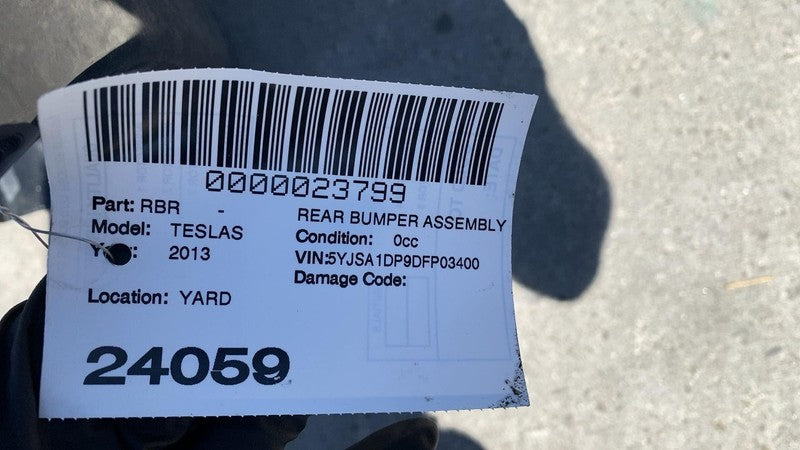 0000023799
Part: RBR -
REAR BUMPER ASSEMBLY
Model: TESLAS
Condition: 0cc
2013
VIN:5YJSA1DP9DFP03400
Damage Code:
Location: YARD
24059